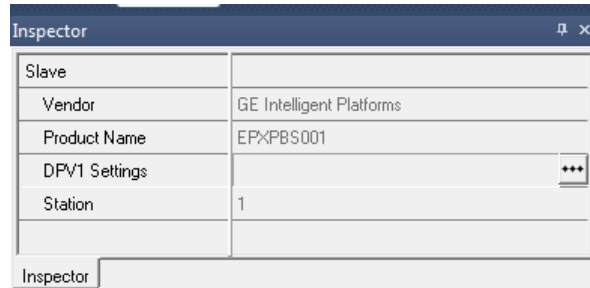 Inspector
Slave
Vendor GE Intelligent Platforms
Product Name EPXPBS001
DPV1 Settings
Station 1
Inspector